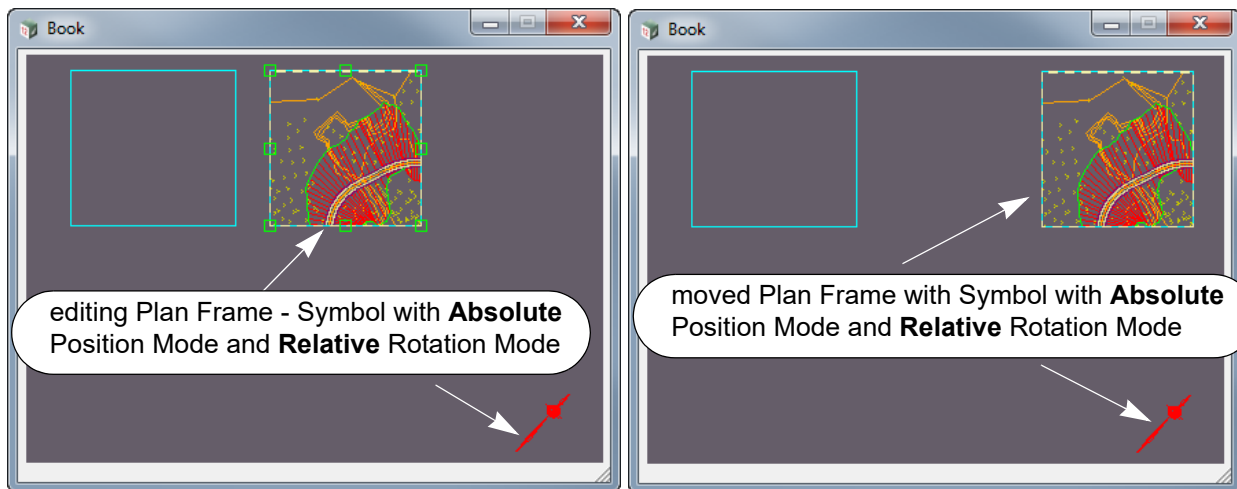 Book
editing Plan Frame - Symbol with Absolute
Position Mode and Relative Rotation Mode
Book
moved Plan Frame with Symbol with Absolute
Position Mode and Relative Rotation Mode